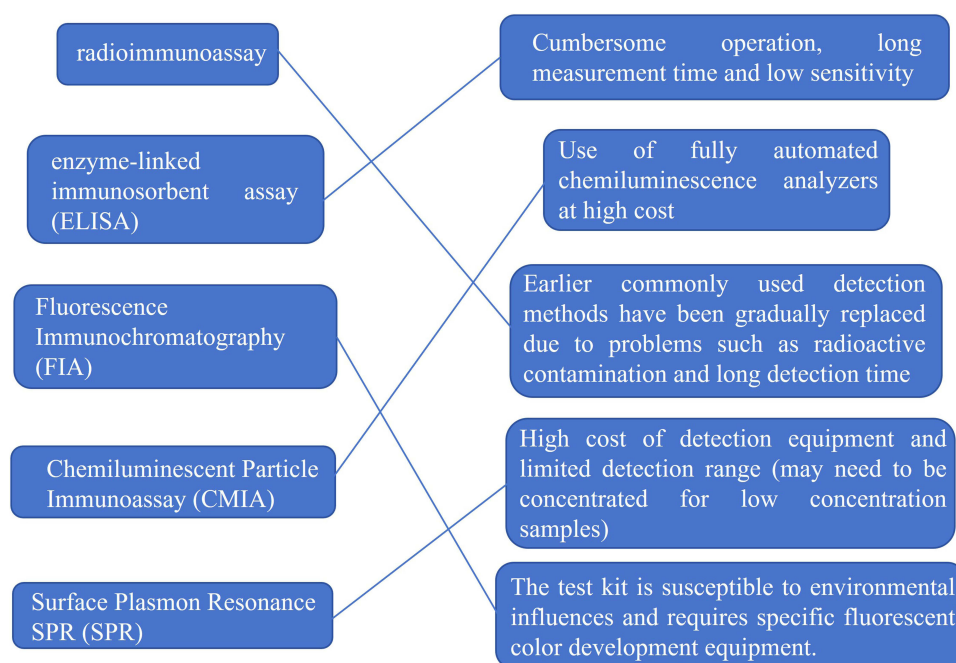 radioimmunoassay
Cumbersome operation, long
measurement time and low sensitivity
enzyme-linked
immunosorbent assay
(ELISA)
Use of fully automated
chemiluminescence analyzers
at high cost
Fluorescence
Immunochromatography
(FIA)
Earlier commonly used detection
methods have been gradually replaced
due to problems such as radioactive
contamination and long detection time
Chemiluminescent Particle
Immunoassay (CMIA)
High cost of detection equipment and
limited detection range (may need to be
concentrated for low concentration
samples)
Surface Plasmon Resonance
SPR (SPR)
The test kit is susceptible to environmental
influences and requires specific fluorescent
color development equipment.